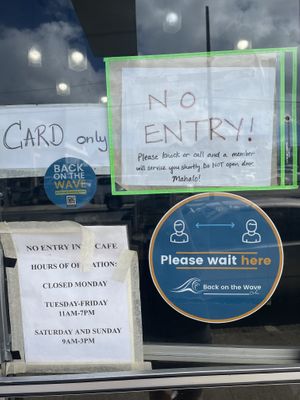 NO
ENTRY!
Please knock or call and a member
will service you shortly. Do NOT open door.
Mahalo!
CARD only
BACK
ON THE
WAVE
Please wait here
Back on the Wave
NO ENTRY CAFE
HOURS OF
CLOSED MONDAY
TUESDAY-FRIDAY
11AM-7PM
SATURDAY AND SUNDAY
9AM-3PM